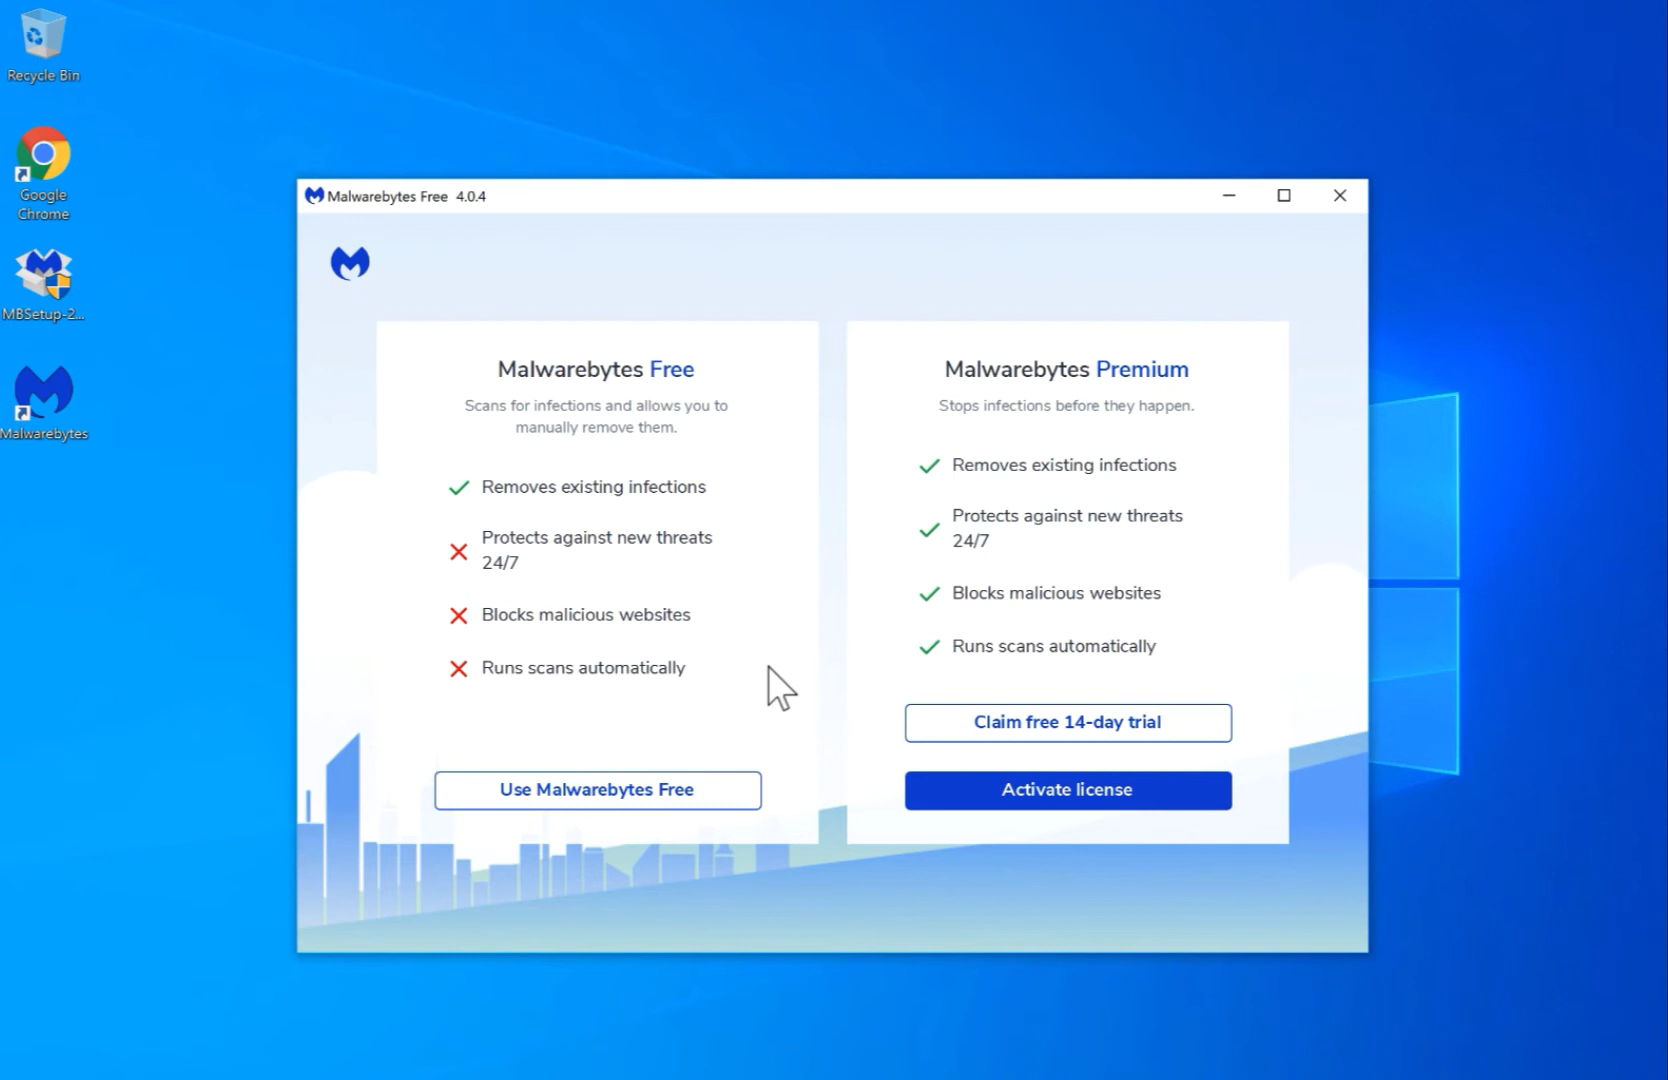 Recycle Bin
Google
Chrome
MBSetup-2...
Malwarebytes
Malwarebytes Free 4.0.4
Malwarebytes Free
Scans for infections and allows you to
manually remove them.
Removes existing infections
Protects against new threats
24/7
Blocks malicious websites
Runs scans automatically
Use Malwarebytes Free
Malwarebytes Premium
Stops infections before they happen.
Removes existing infections
Protects against new threats
24/7
Blocks malicious websites
Runs scans automatically
Claim free 14-day trial
Activate license